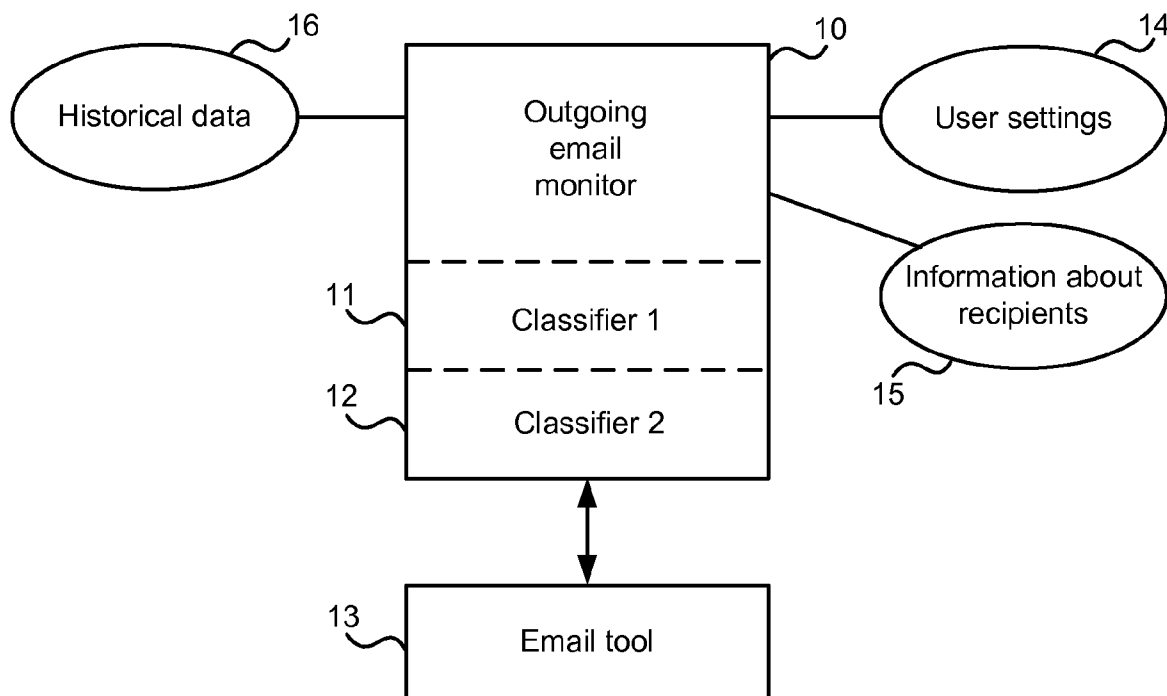 16
10
14
Historical data
Outgoing
email
monitor
User settings
Information about
recipients
15
11
Classifier 1
12
Classifier 2
13
Email tool